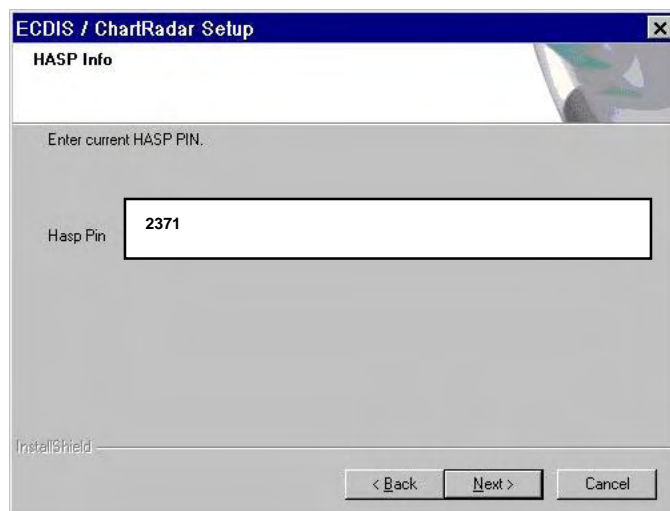 ECDIS / ChartRadar Setup
HASP Info
Enter current HASP PIN.
Hasp Pin 2371
InstallShield
< Back Next > Cancel